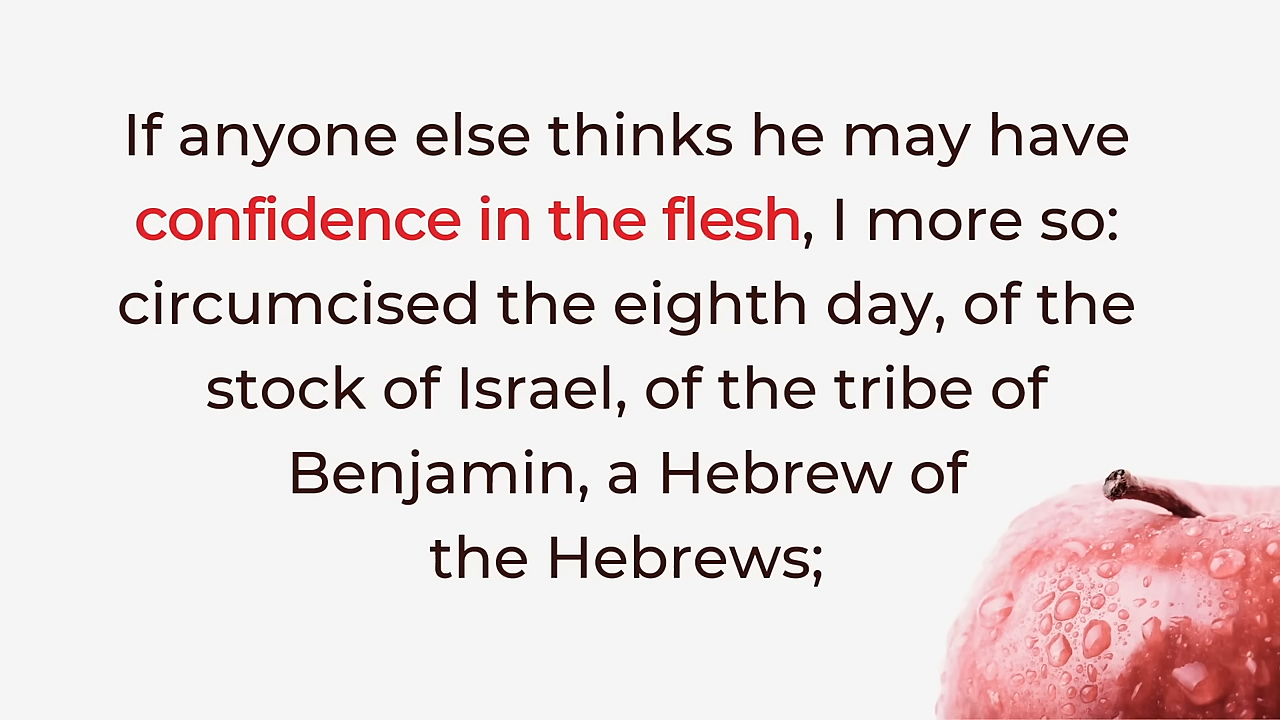 If anyone else thinks he may have
confidence in the flesh, I more so:
circumcised the eighth day, of the
stock of Israel, of the tribe of
Benjamin, a Hebrew of
the Hebrews;